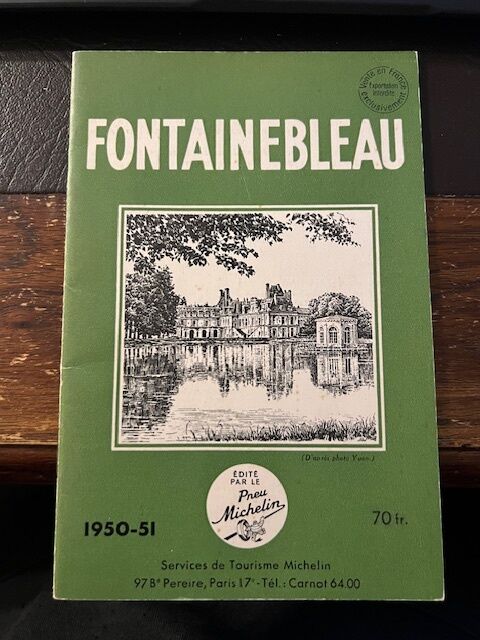 Vente en France
Exportation
interdite
exclusivement
FONTAINEBLEAU
(D'après photo Yvon.)
ÉDITÉ
PAR LE
Pneu
Michelin
1950-51
70 fr.
Services de Tourisme Michelin
97 Bd Pereire, Paris 17e - Tél.: Carnot 64.00